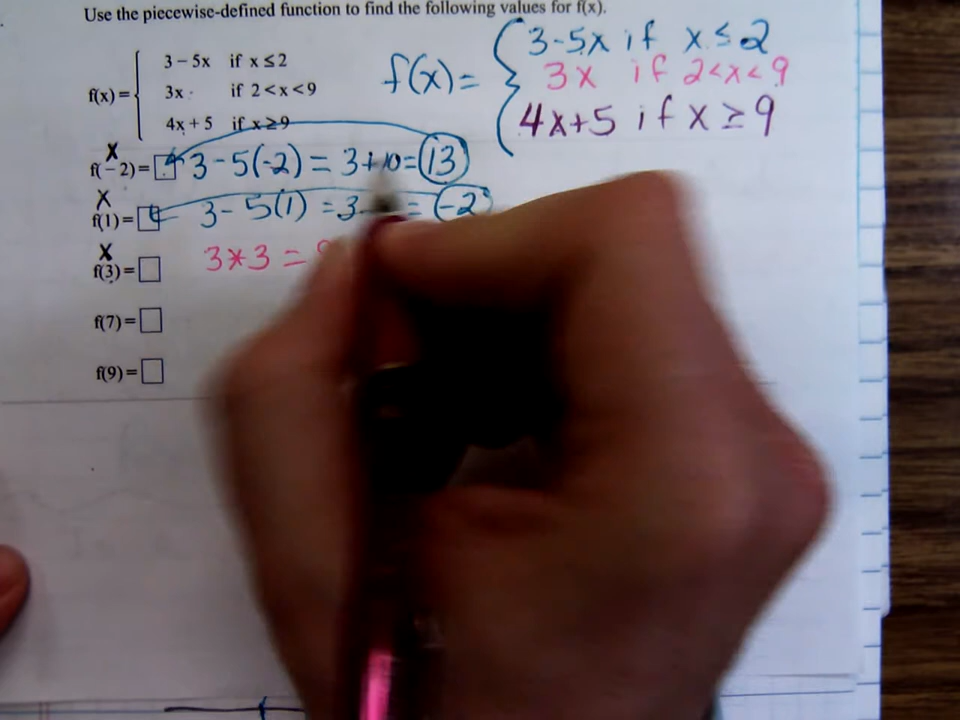 Use the piecewise-defined function to find the following values for f(x).
f(x) = { 3 - 5x if x ≤ 2
3x if 2 < x < 9
4x + 5 if x ≥ 9
f(x) = { 3-5x if x ≤ 2
3x if 2<x<9
4x+5 if x ≥ 9
x
f(-2) = □ 3-5(-2) = 3+10 = 13
x
f(1) = □ 3-5(1) = 3- = -2
x
f(3) = □ 3*3 =
f(7) = □
f(9) = □